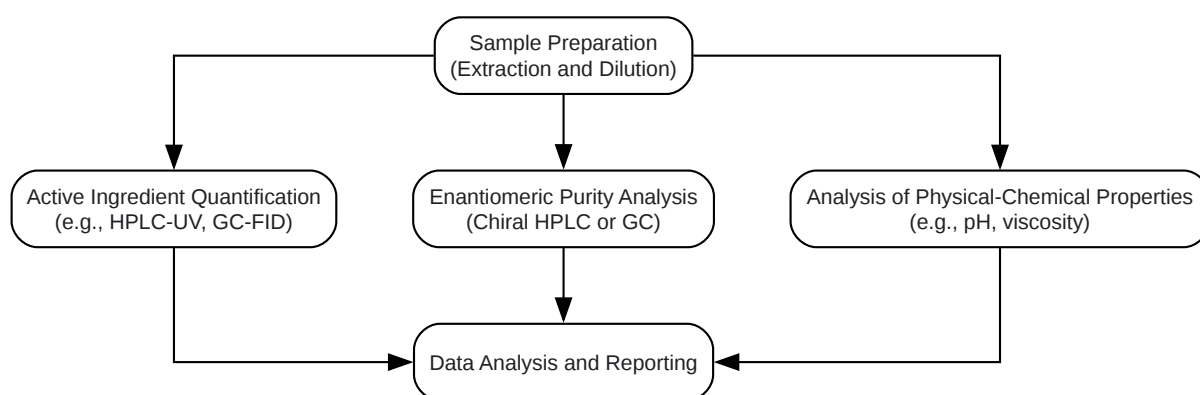 Sample Preparation
(Extraction and Dilution)
Active Ingredient Quantification
(e.g., HPLC-UV, GC-FID)
Enantiomeric Purity Analysis
(Chiral HPLC or GC)
Analysis of Physical-Chemical Properties
(e.g., pH, viscosity)
Data Analysis and Reporting